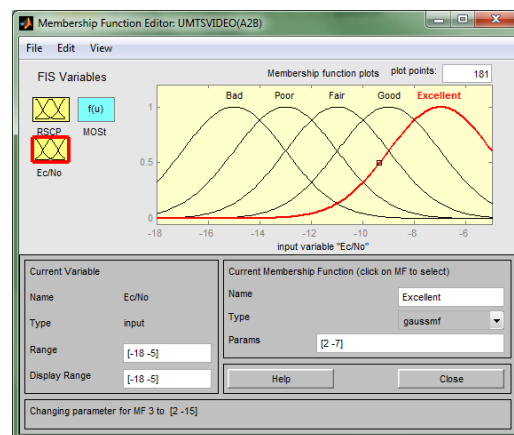 Membership Function Editor: UMTSVIDEO(A2B)
File Edit View
FIS Variables
Membership function plots plot points: 181
f(u)
RSCP MOSt
Ec/No
Bad Poor Fair Good Excellent
1
0.5
0
-18 -16 -14 -12 -10 -8 -6
input variable "Ec/No"
Current Variable
Name Ec/No
Type input
Range [-18 -5]
Display Range [-18 -5]
Current Membership Function (click on MF to select)
Name Excellent
Type gaussmf
Params [2 -7]
Help Close
Changing parameter for MF 3 to [2 -15]